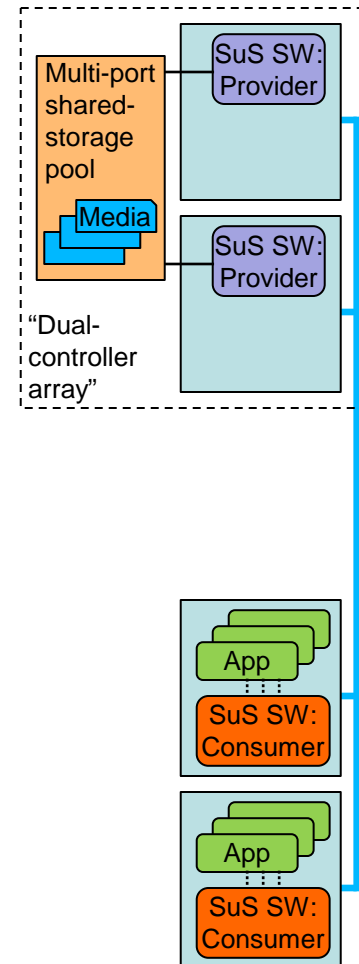 Multi-port
shared-
storage
pool
Media
SuS SW:
Provider
SuS SW:
Provider
“Dual-
controller
array”
App
SuS SW:
Consumer
App
SuS SW:
Consumer